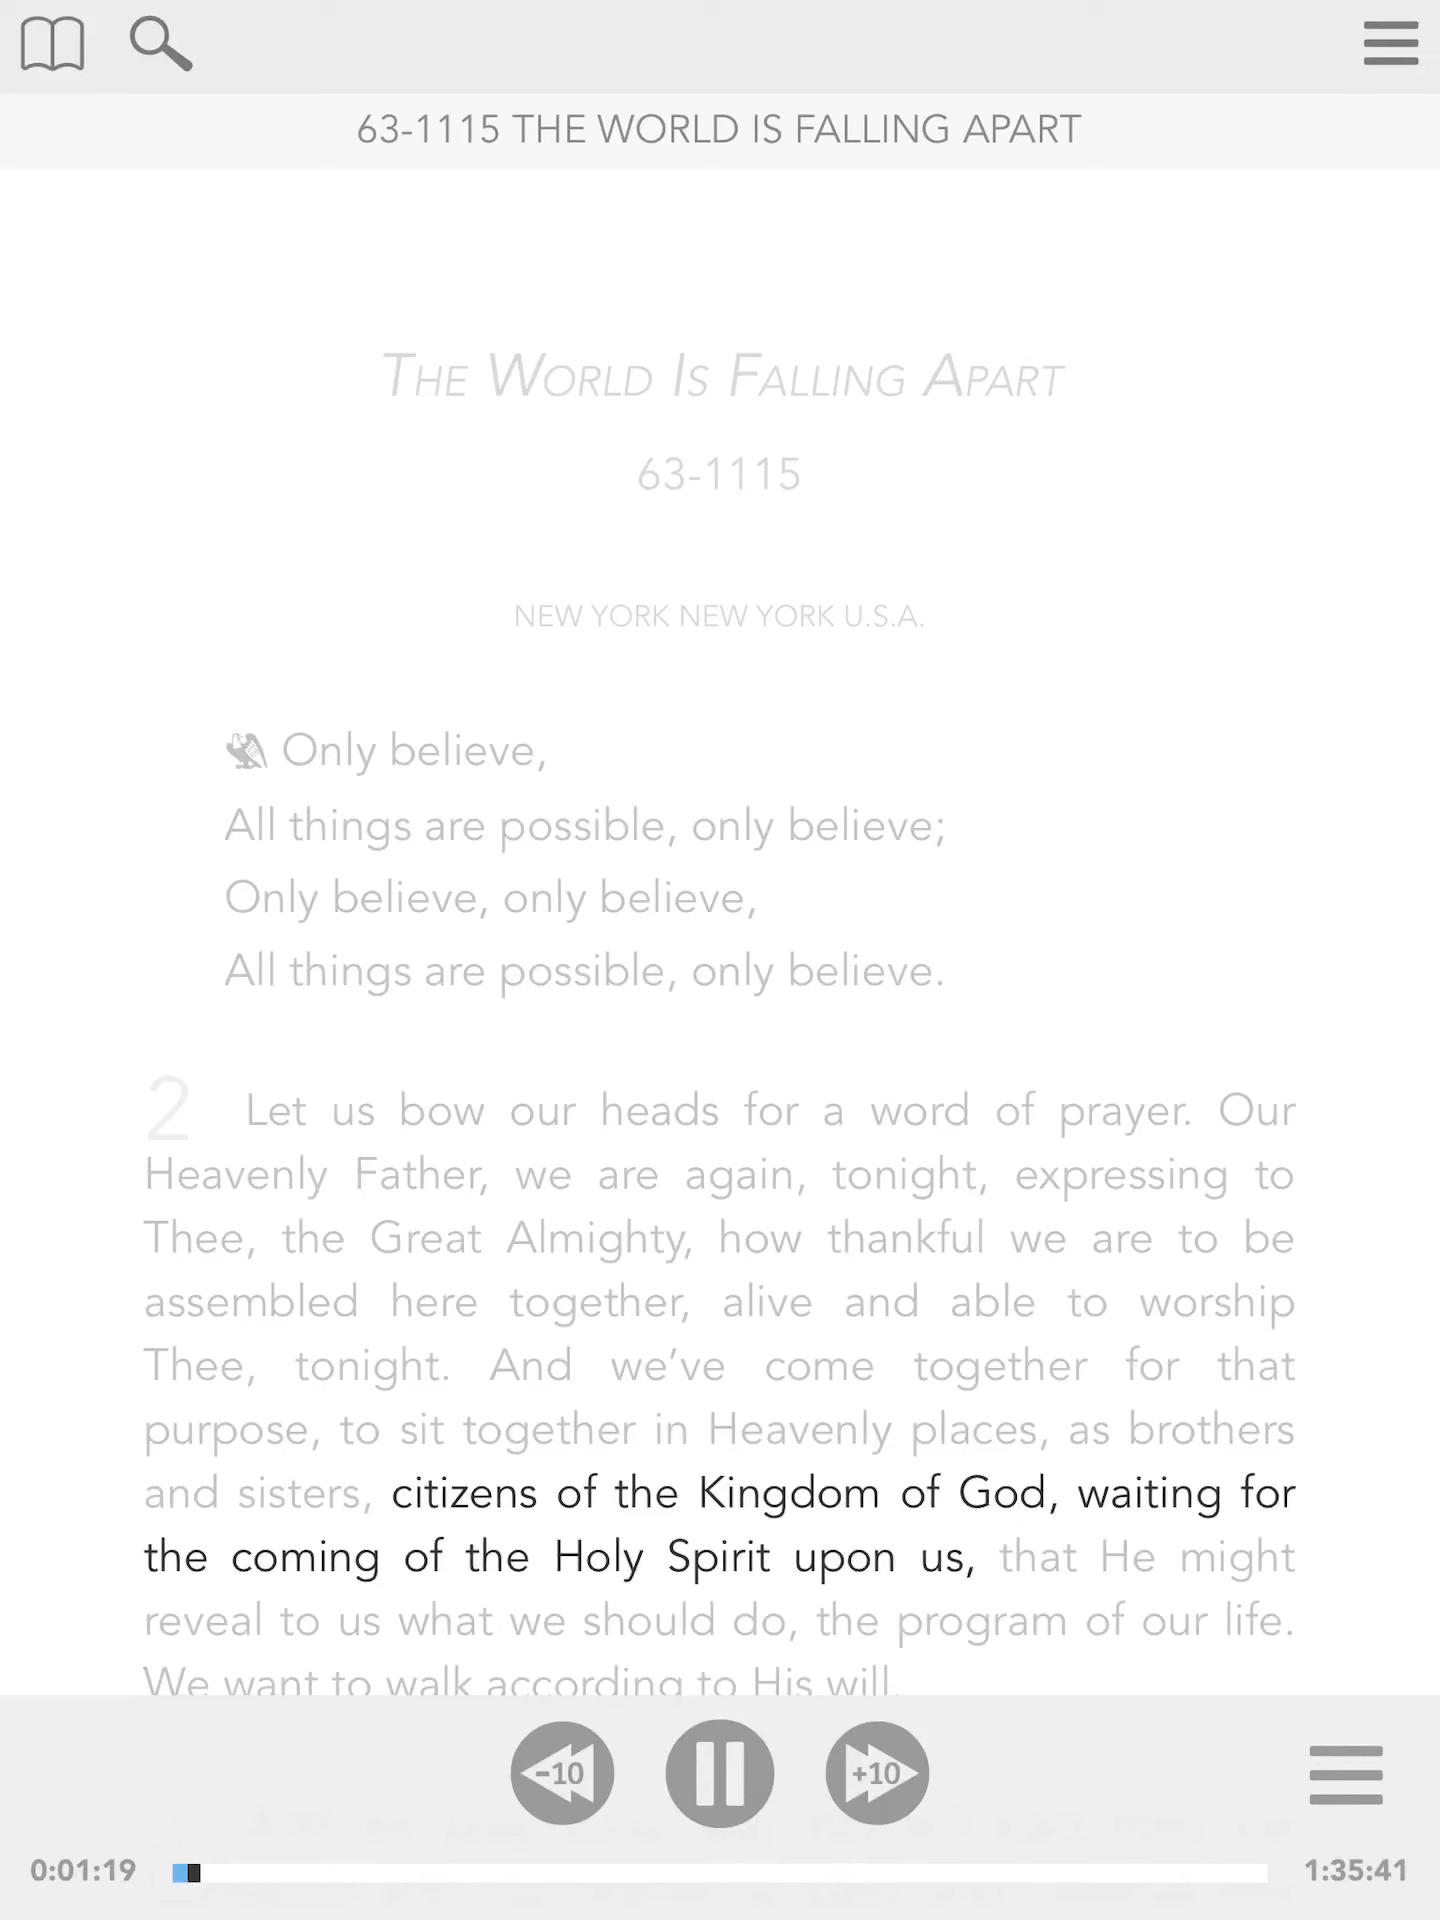 63-1115 THE WORLD IS FALLING APART
THE WORLD IS FALLING APART
63-1115
NEW YORK NEW YORK U.S.A.
Only believe,
All things are possible, only believe;
Only believe, only believe,
All things are possible, only believe.
2 Let us bow our heads for a word of prayer. Our
Heavenly Father, we are again, tonight, expressing to
Thee, the Great Almighty, how thankful we are to be
assembled here together, alive and able to worship
Thee, tonight. And we’ve come together for that
purpose, to sit together in Heavenly places, as brothers
and sisters, citizens of the Kingdom of God, waiting for
the coming of the Holy Spirit upon us, that He might
reveal to us what we should do, the program of our life.
We want to walk according to His will.
-10 +10
0:01:19 1:35:41